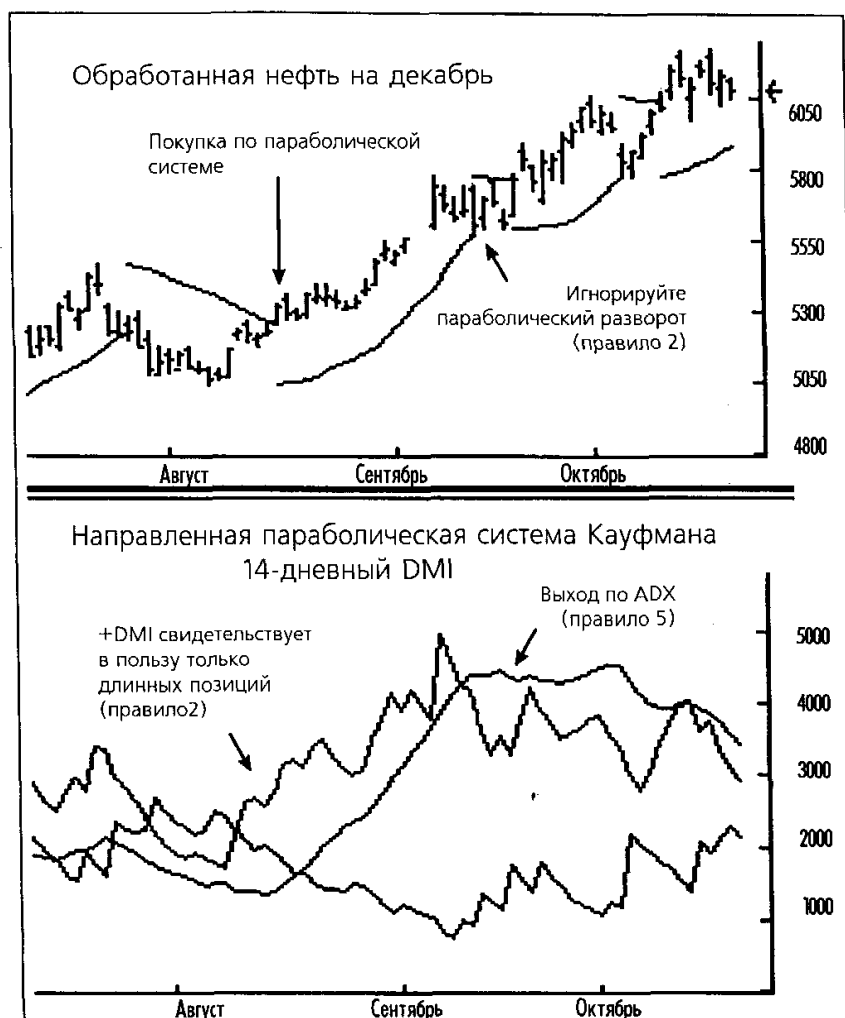 Обработанная нефть на декабрь
Покупка по параболической
системе
Игнорируйте
параболический разворот
(правило 2)
6050
5800
5550
5300
5050
4800
Август
Сентябрь
Октябрь
Направленная параболическая система Кауфмана
14-дневный DMI
Выход по ADX
(правило 5)
+DMI свидетельствует
в пользу только
длинных позиций
(правило2)
5000
4000
3000
2000
1000
Август
Сентябрь
Октябрь